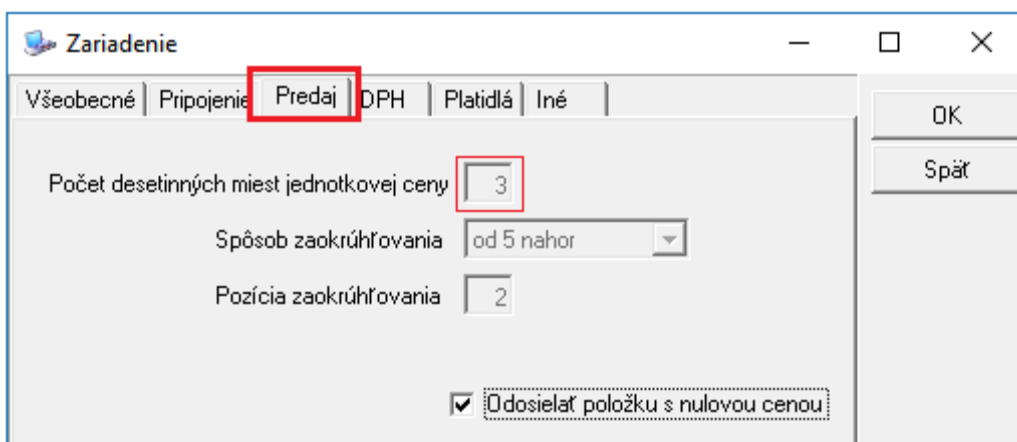 Zariadenie
Všeobecné Pripojenie Predaj DPH Platidlá Iné
OK
Späť
Počet desetinných miest jednotkovej ceny 3
Spôsob zaokrúhľovania od 5 nahor
Pozícia zaokrúhľovania 2
Odosielať položku s nulovou cenou